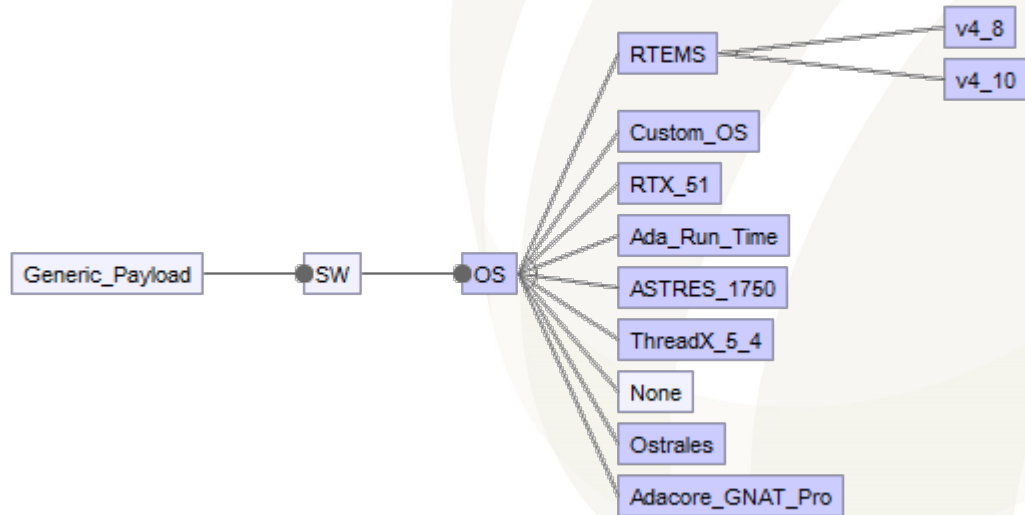 Generic_Payload
SW
OS
RTEMS
v4_8
v4_10
Custom_OS
RTX_51
Ada_Run_Time
ASTRES_1750
ThreadX_5_4
None
Ostrales
Adacore_GNAT_Pro